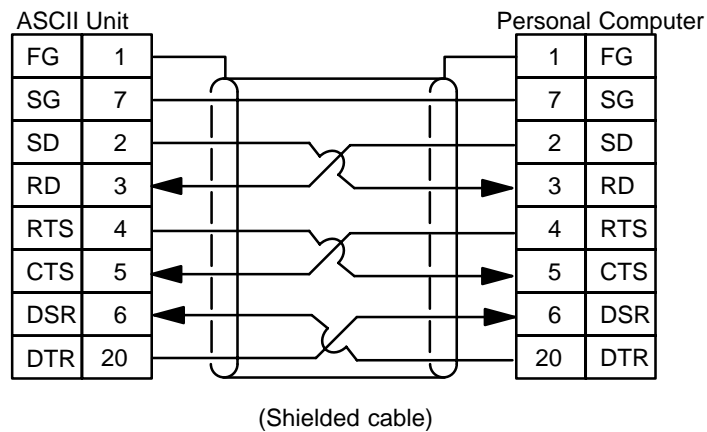 ASCII Unit Personal Computer
FG 1 1 FG
SG 7 7 SG
SD 2 2 SD
RD 3 3 RD
RTS 4 4 RTS
CTS 5 5 CTS
DSR 6 6 DSR
DTR 20 20 DTR
(Shielded cable)